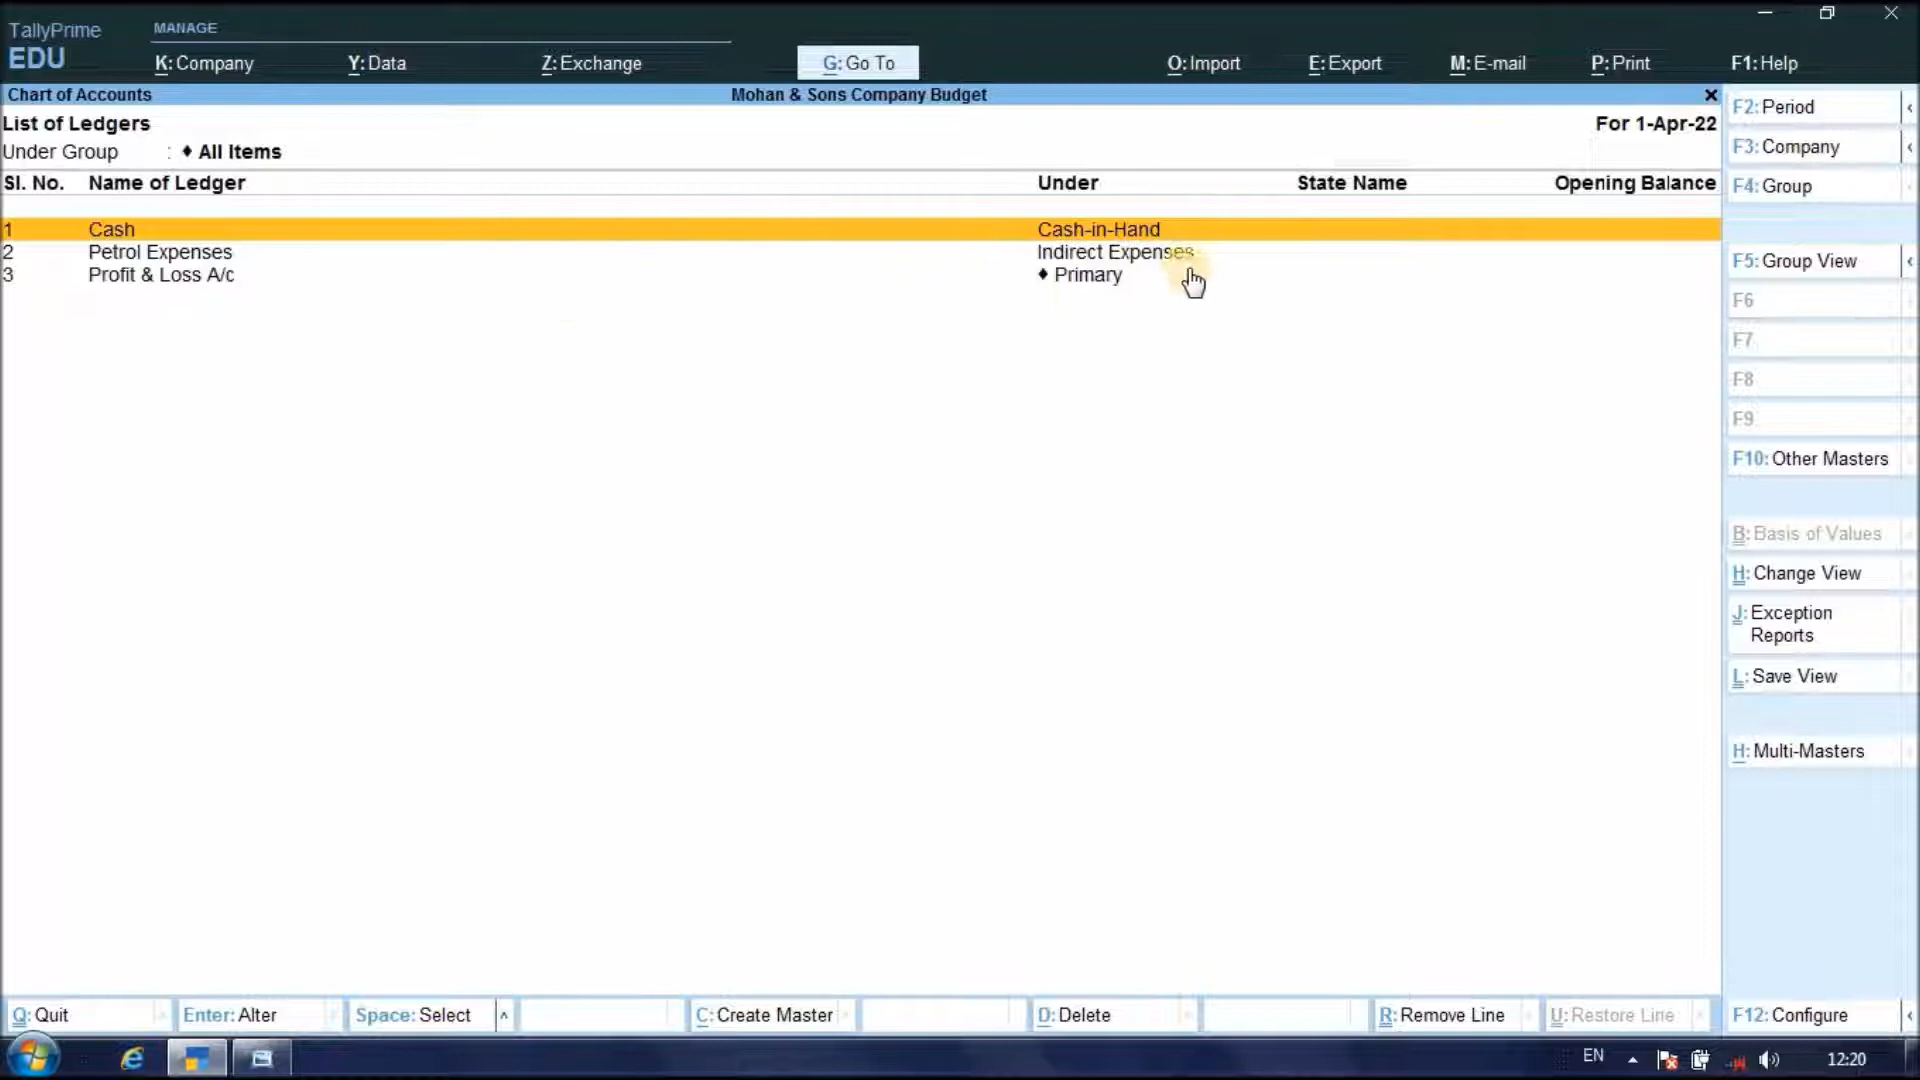 TallyPrime
EDU
MANAGE
K: Company
Y: Data
Z: Exchange
G: Go To
O: Import
E: Export
M: E-mail
P: Print
F1: Help
Chart of Accounts
Mohan & Sons Company Budget
List of Ledgers
For 1-Apr-22
Under Group : ♦ All Items
Sl. No. Name of Ledger Under State Name Opening Balance
1 Cash Cash-in-Hand
2 Petrol Expenses Indirect Expenses
3 Profit & Loss A/c ♦ Primary
F2: Period
F3: Company
F4: Group
F5: Group View
F6
F7
F8
F9
F10: Other Masters
B: Basis of Values
H: Change View
J: Exception
Reports
L: Save View
H: Multi-Masters
Q: Quit
Enter: Alter
Space: Select
C: Create Master
D: Delete
R: Remove Line
U: Restore Line
F12: Configure
EN
12:20